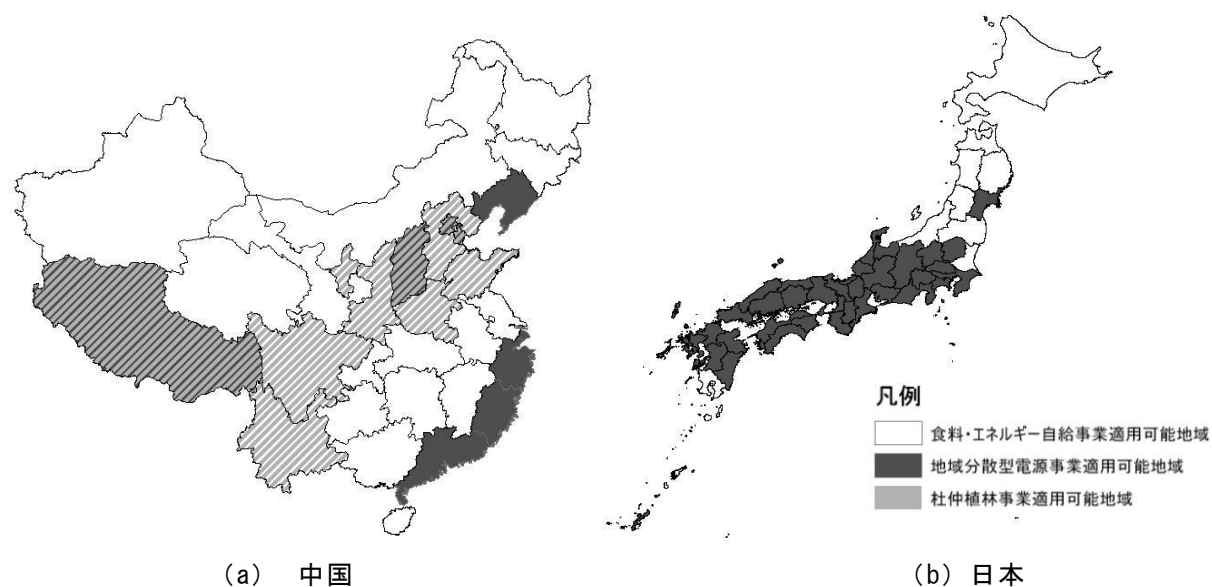 凡例
食料・エネルギー自給事業適用可能地域
地域分散型電源事業適用可能地域
杜仲植林事業適用可能地域
(a) 中国
(b) 日本